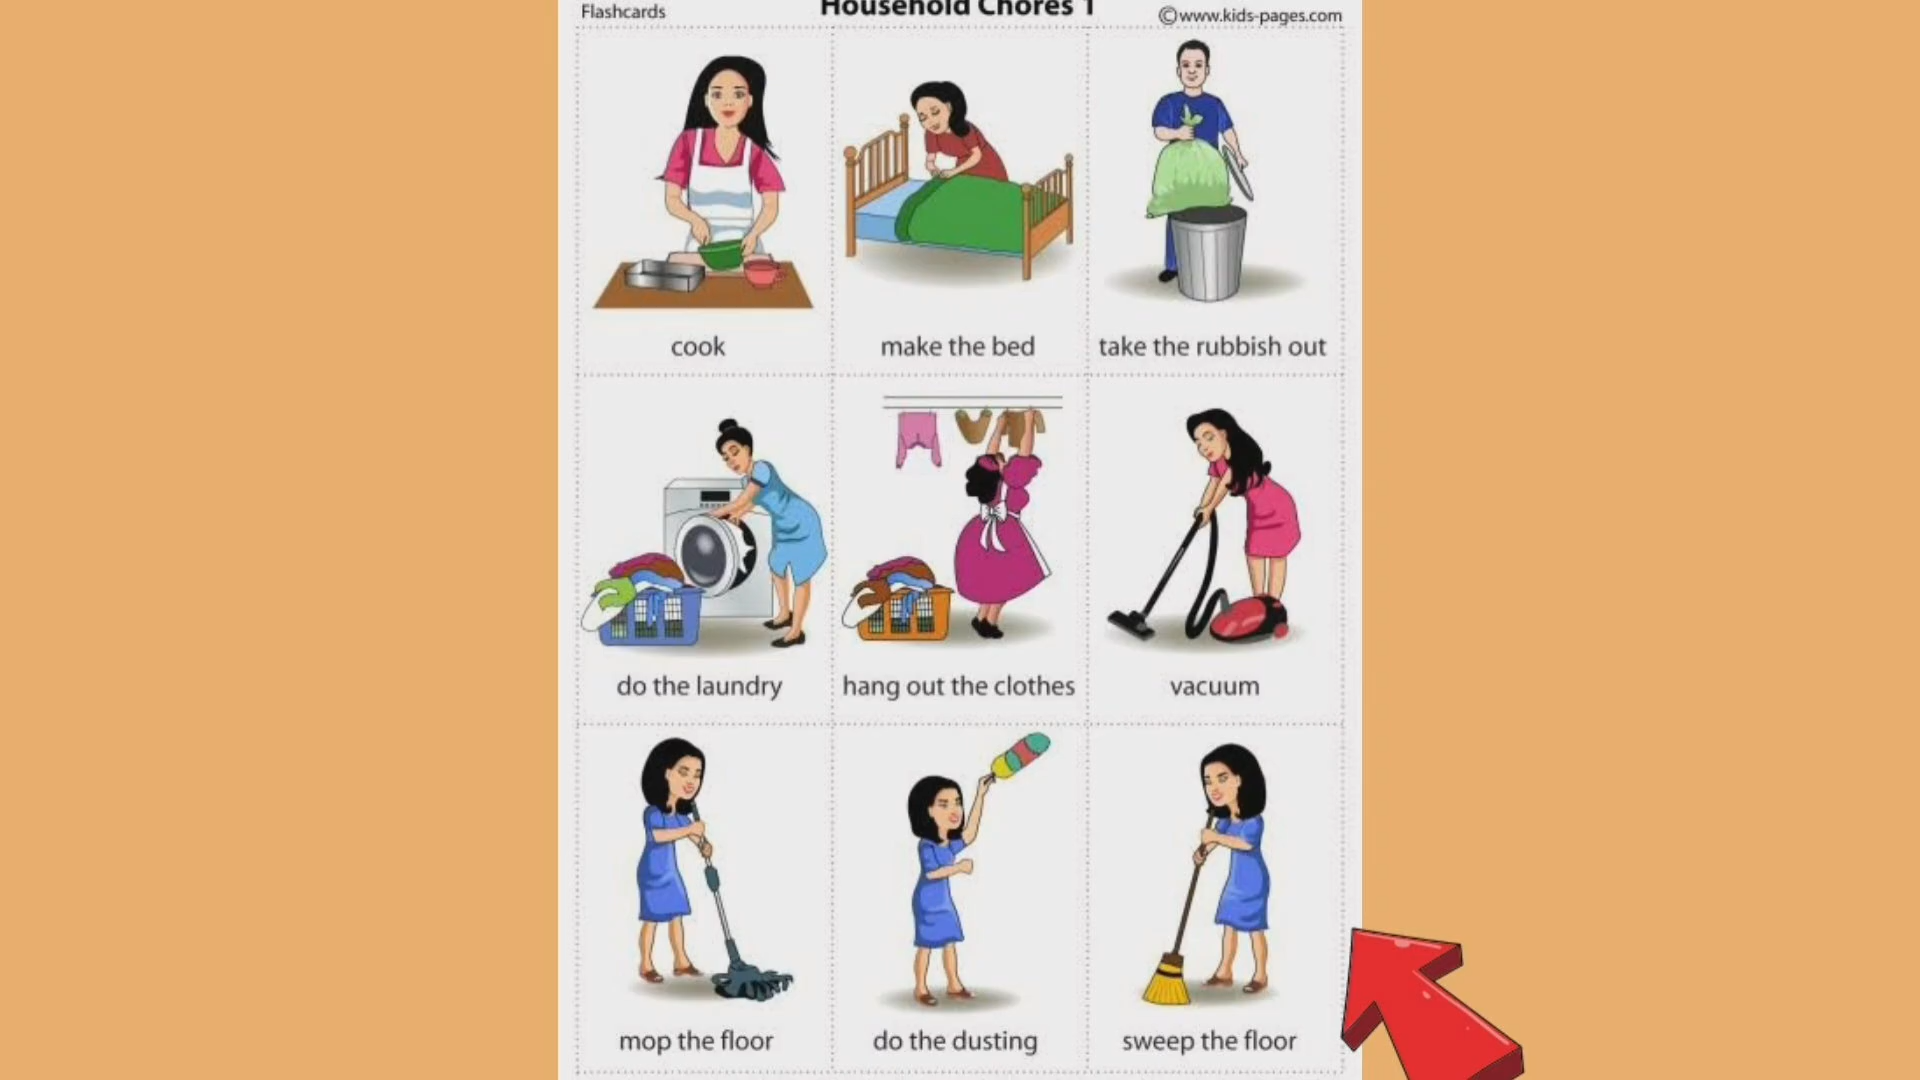 Flashcards
Household Chores 1
©www.kids-pages.com
cook
make the bed
take the rubbish out
do the laundry
hang out the clothes
vacuum
mop the floor
do the dusting
sweep the floor